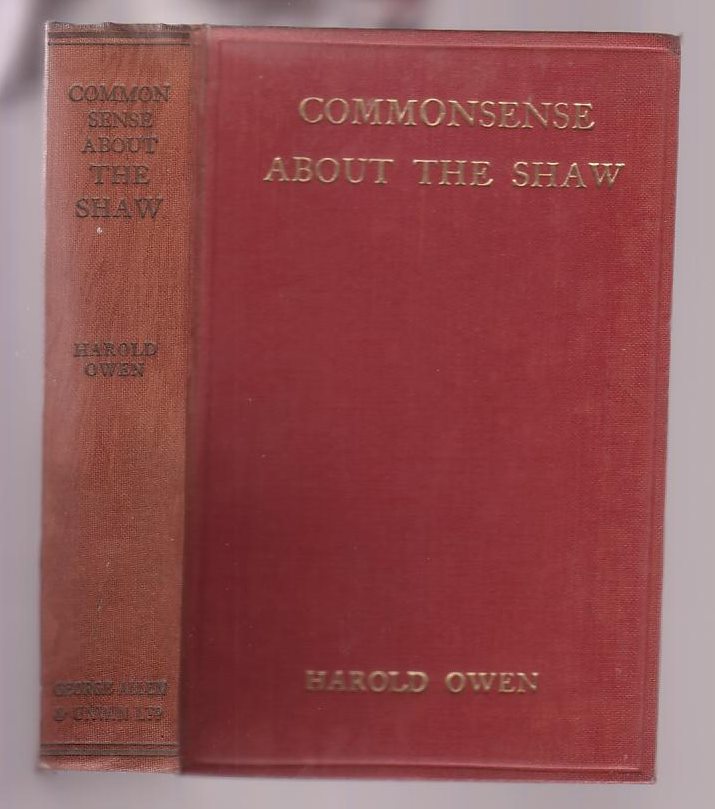 COMMON
SENSE
ABOUT
THE
SHAW
HAROLD
OWEN
GEORGE ALLEN
& UNWIN LTD
COMMONSENSE
ABOUT THE SHAW
HAROLD OWEN